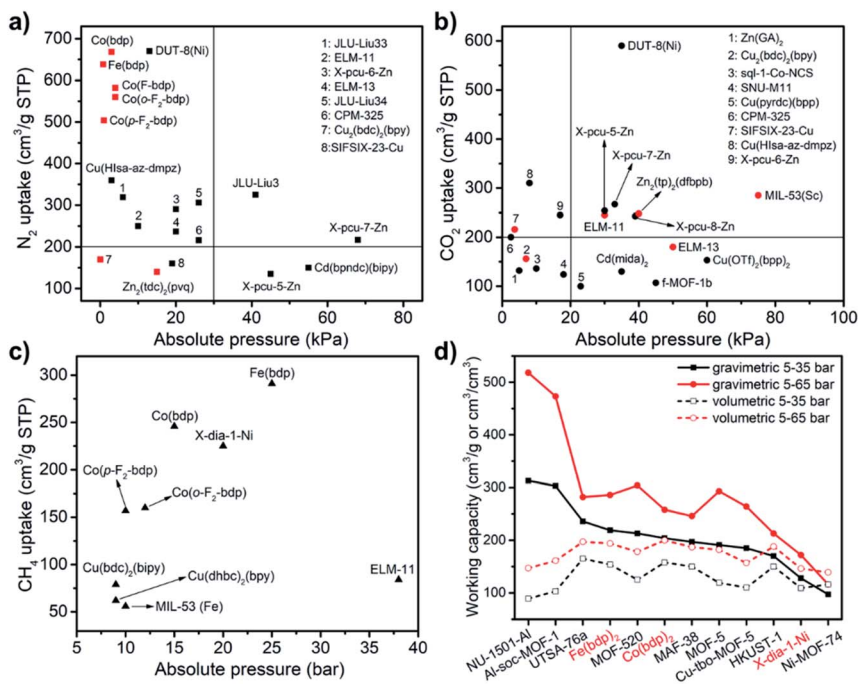 a)
N2 uptake (cm3/g STP)
700
600
500
400
300
200
100
0
20
40
60
80
Absolute pressure (kPa)
Co(bdp)
DUT-8(Ni)
Fe(bdp)
Co(F-bdp)
Co(o-F2-bdp)
Co(p-F2-bdp)
Cu(HIsa-az-dmpz)
1
2
3
4
5
6
7
8
JLU-Liu3
X-pcu-7-Zn
Cd(bpndc)(bipy)
X-pcu-5-Zn
Zn2(tdc)2(pvq)
1: JLU-Liu33
2: ELM-11
3: X-pcu-6-Zn
4: ELM-13
5: JLU-Liu34
6: CPM-325
7: Cu2(bdc)2(bpy)
8:SIFSIX-23-Cu
b)
CO2 uptake (cm3/g STP)
600
500
400
300
200
100
0
20
40
60
80
100
Absolute pressure (kPa)
DUT-8(Ni)
X-pcu-5-Zn
X-pcu-7-Zn
Zn2(tp)2(dfbpb)
MIL-53(Sc)
ELM-11
X-pcu-8-Zn
ELM-13
Cd(mida)2
Cu(OTf)2(bpp)2
f-MOF-1b
8
7
9
6
2
1
3
4
5
1: Zn(GA)2
2: Cu2(bdc)2(bpy)
3: sql-1-Co-NCS
4: SNU-M11
5: Cu(pyrdc)(bpp)
6: CPM-325
7: SIFSIX-23-Cu
8: Cu(HIsa-az-dmpz)
9: X-pcu-6-Zn
c)
CH4 uptake (cm3/g STP)
300
250
200
150
100
50
5
10
15
20
25
30
35
40
Absolute pressure (bar)
Fe(bdp)
Co(bdp)
X-dia-1-Ni
Co(p-F2-bdp)
Co(o-F2-bdp)
Cu(bdc)2(bipy)
Cu(dhbc)2(bpy)
MIL-53 (Fe)
ELM-11
d)
Working capacity (cm3/g or cm3/cm3)
500
400
300
200
100
gravimetric 5-35 bar
gravimetric 5-65 bar
volumetric 5-35 bar
volumetric 5-65 bar
NU-1501-Al
Al-soc-MOF-1
UTSA-76a
Fe(bdp)2
MOF-520
Co(bdp)2
MAF-38
MOF-5
Cu-tbo-MOF-5
HKUST-1
X-dia-1-Ni
Ni-MOF-74